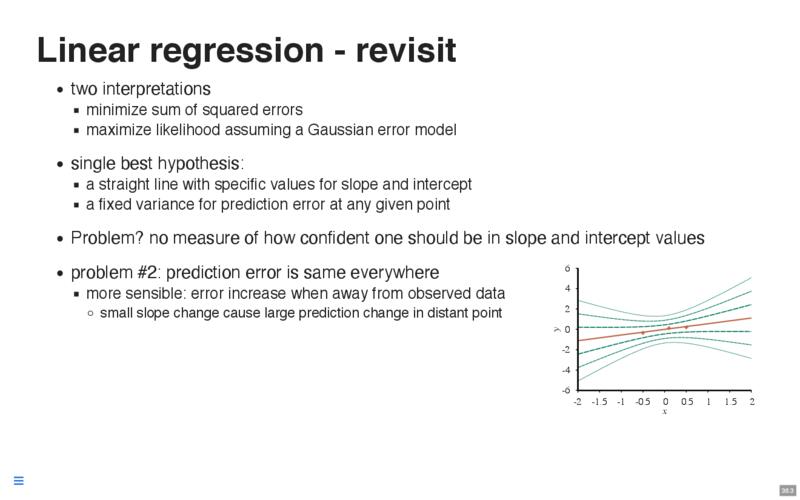 Linear regression - revisit
two interpretations
minimize sum of squared errors
maximize likelihood assuming a Gaussian error model
single best hypothesis:
a straight line with specific values for slope and intercept
a fixed variance for prediction error at any given point
Problem? no measure of how confident one should be in slope and intercept values
problem #2: prediction error is same everywhere
more sensible: error increase when away from observed data
small slope change cause large prediction change in distant point
6
4
2
0
-2
-4
-6
y
-2 -1.5 -1 -0.5 0 0.5 1 1.5 2
x
38.3